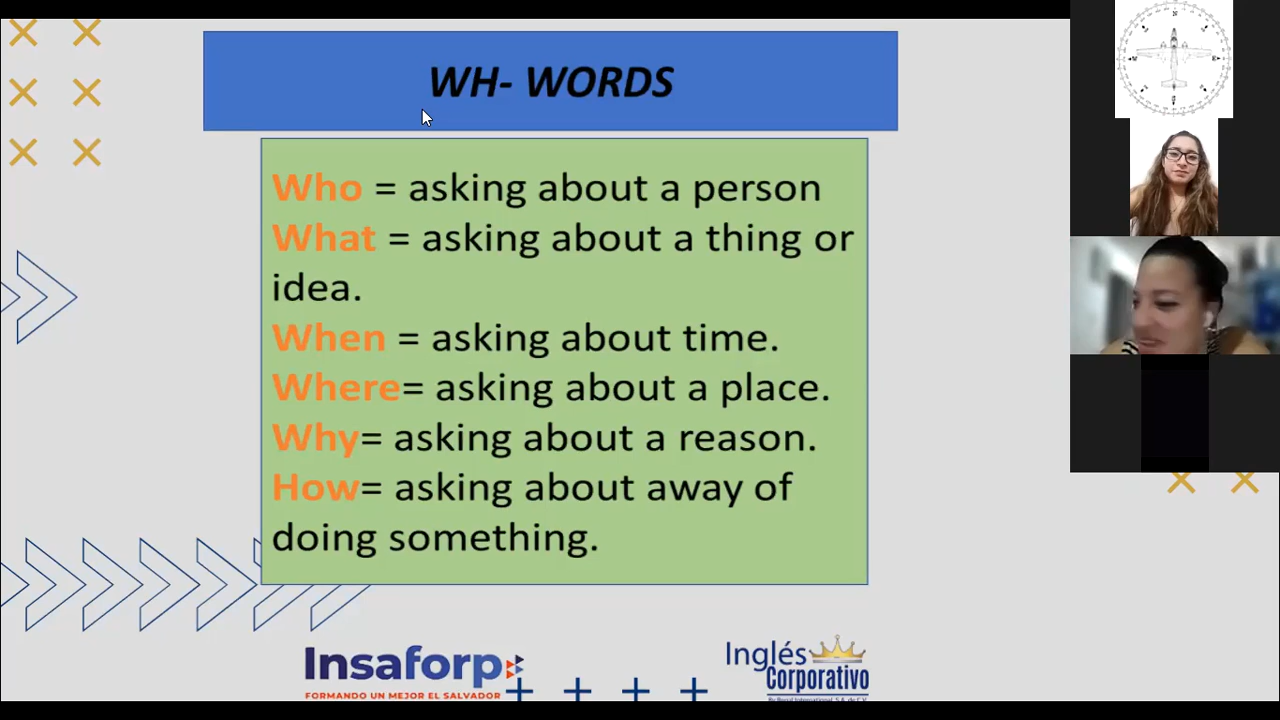 WH- WORDS
Who = asking about a person
What = asking about a thing or
idea.
When = asking about time.
Where= asking about a place.
Why= asking about a reason.
How= asking about away of
doing something.
Insaforp
FORMANDO UN MEJOR EL SALVADOR
Inglés
Corporativo